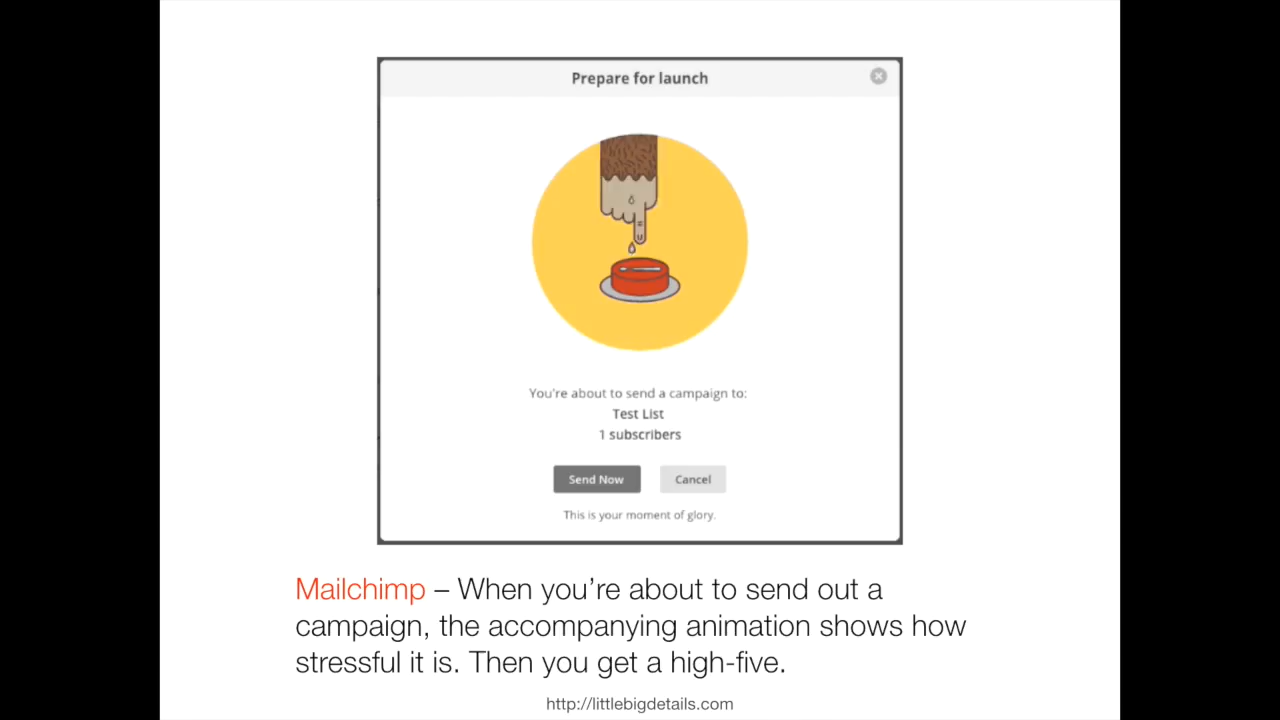 Prepare for launch
You're about to send a campaign to:
Test List
1 subscribers
Send Now Cancel
This is your moment of glory.
Mailchimp – When you’re about to send out a
campaign, the accompanying animation shows how
stressful it is. Then you get a high-five.
http://littlebigdetails.com